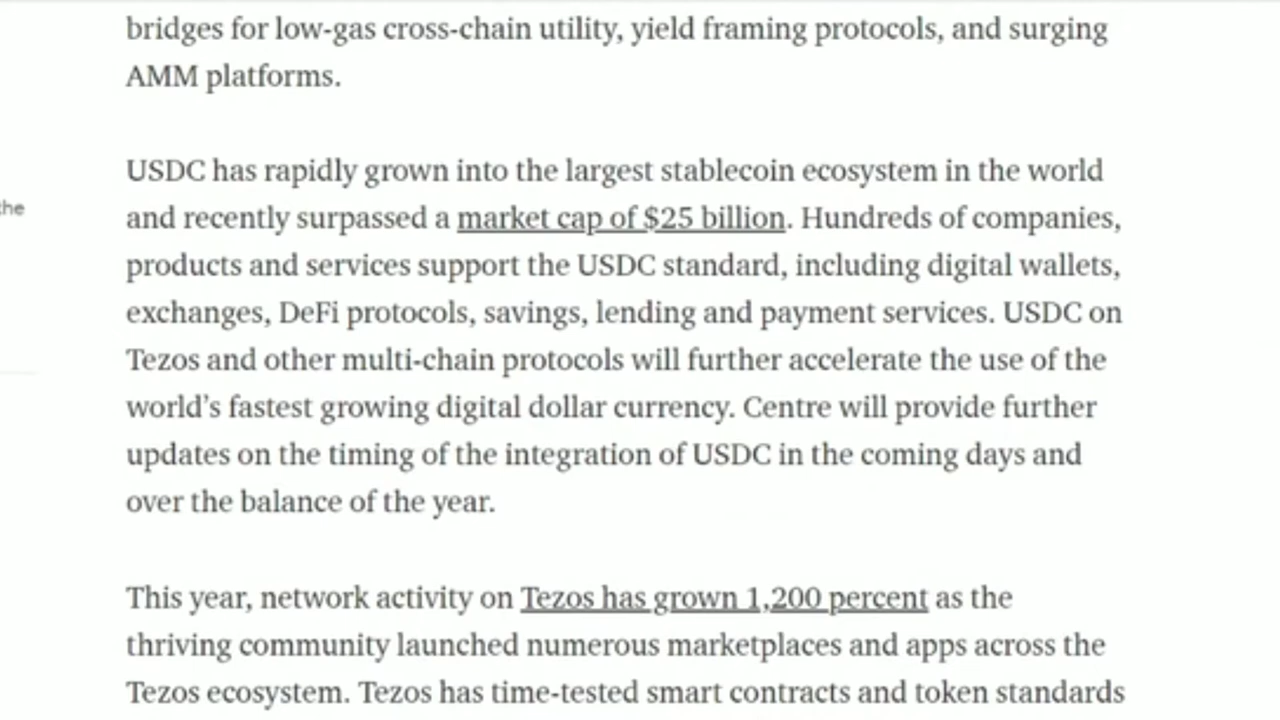 bridges for low-gas cross-chain utility, yield framing protocols, and surging
AMM platforms.
USDC has rapidly grown into the largest stablecoin ecosystem in the world
the
and recently surpassed a market cap of $25 billion. Hundreds of companies,
products and services support the USDC standard, including digital wallets,
exchanges, DeFi protocols, savings, lending and payment services. USDC on
Tezos and other multi-chain protocols will further accelerate the use of the
world’s fastest growing digital dollar currency. Centre will provide further
updates on the timing of the integration of USDC in the coming days and
over the balance of the year.
This year, network activity on Tezos has grown 1,200 percent as the
thriving community launched numerous marketplaces and apps across the
Tezos ecosystem. Tezos has time-tested smart contracts and token standards